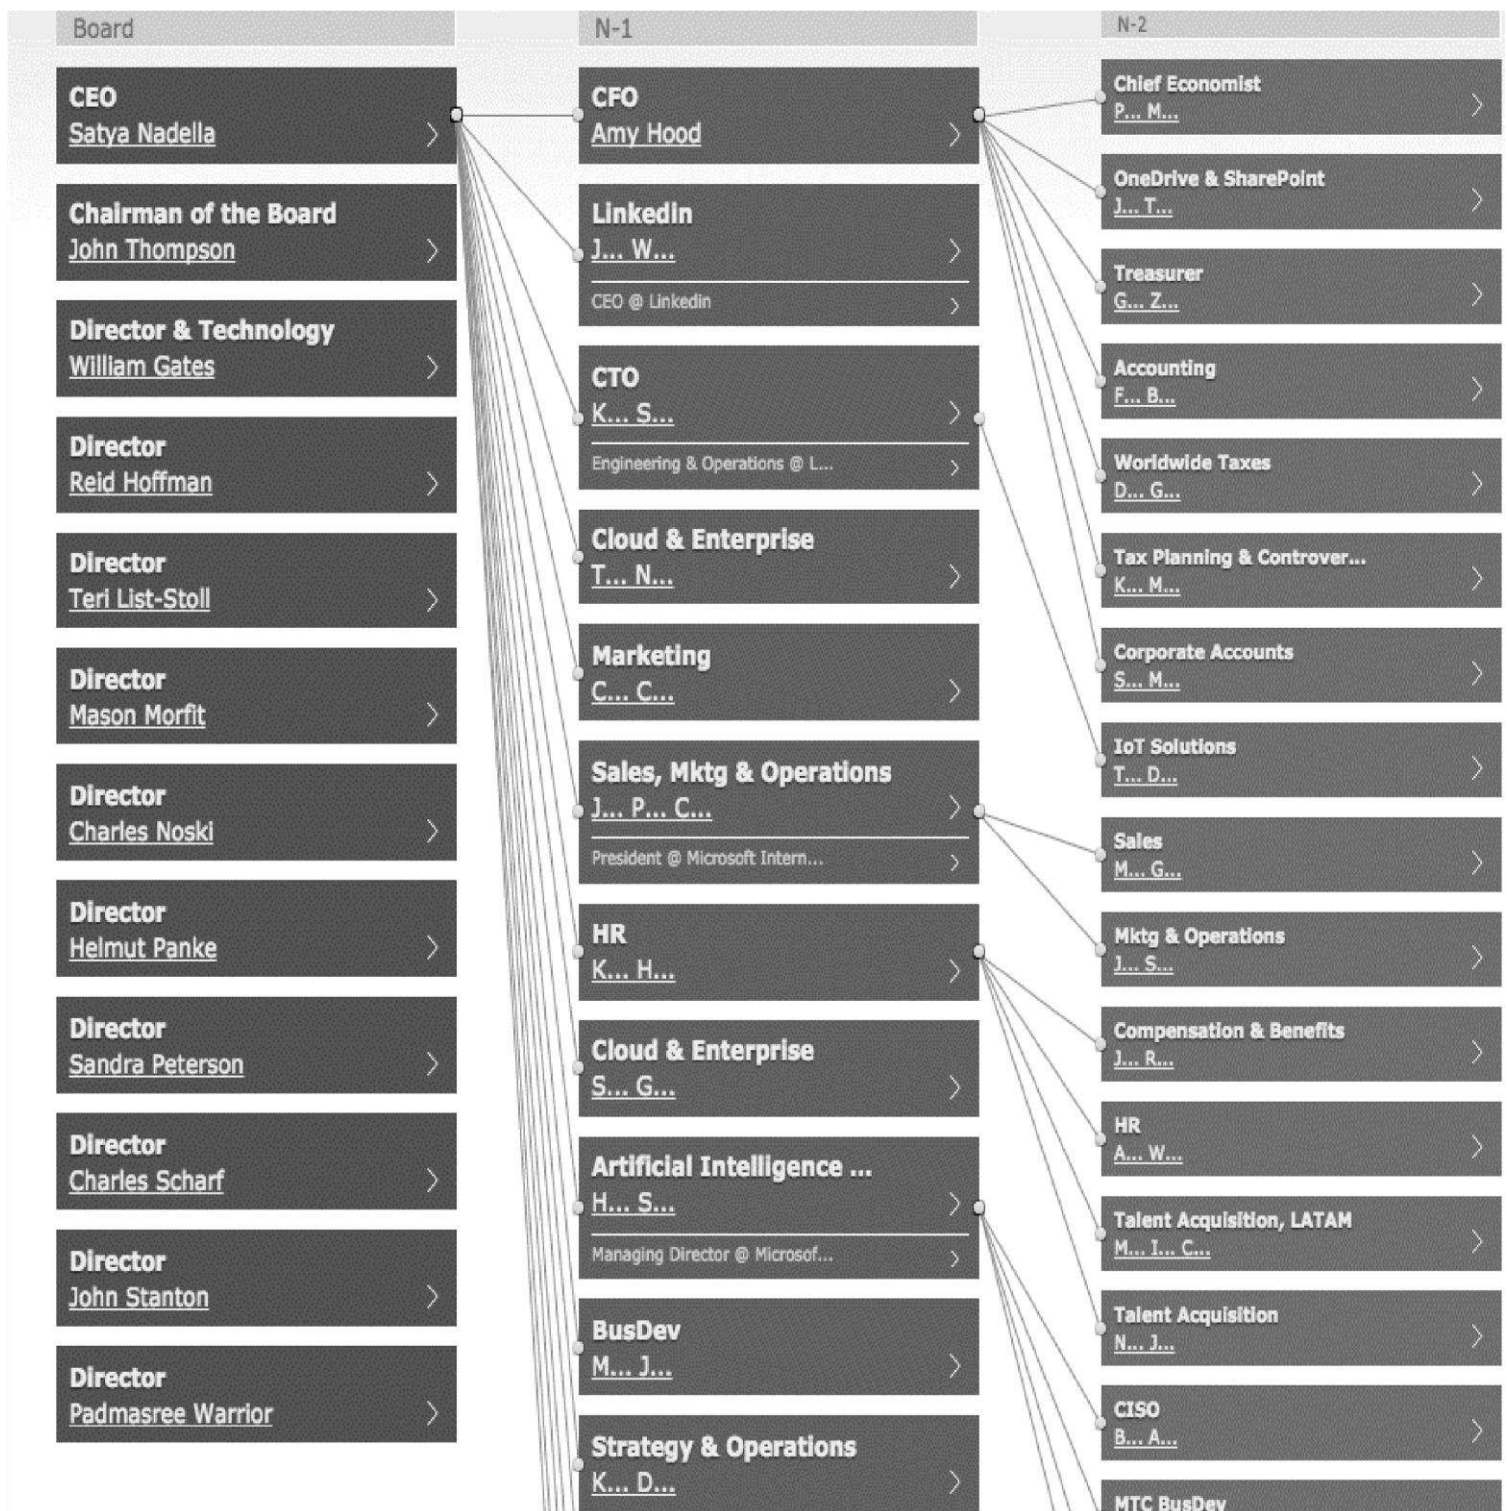 Board
CEO
Satya Nadella
Chairman of the Board
John Thompson
Director & Technology
William Gates
Director
Reid Hoffman
Director
Teri List-Stoll
Director
Mason Morfit
Director
Charles Noski
Director
Helmut Panke
Director
Sandra Peterson
Director
Charles Scharf
Director
John Stanton
Director
Padmasree Warrior
N-1
CFO
Amy Hood
Linkedin
J... W...
CEO @ Linkedin
CTO
K... S...
Engineering & Operations @ L...
Cloud & Enterprise
T... N...
Marketing
C... C...
Sales, Mktg & Operations
J... P... C...
President @ Microsoft Intern...
HR
K... H...
Cloud & Enterprise
S... G...
Artificial Intelligence ...
H... S...
Managing Director @ Microsof...
BusDev
M... J...
Strategy & Operations
K... D...
N-2
Chief Economist
P... M...
OneDrive & SharePoint
J... T...
Treasurer
G... Z...
Accounting
F... B...
Worldwide Taxes
D... G...
Tax Planning & Controver...
K... M...
Corporate Accounts
S... M...
IoT Solutions
T... D...
Sales
M... G...
Mktg & Operations
J... S...
Compensation & Benefits
J... R...
HR
A... W...
Talent Acquisition, LATAM
M... I... C...
Talent Acquisition
N... J...
CISO
B... A...
MTC BusDev